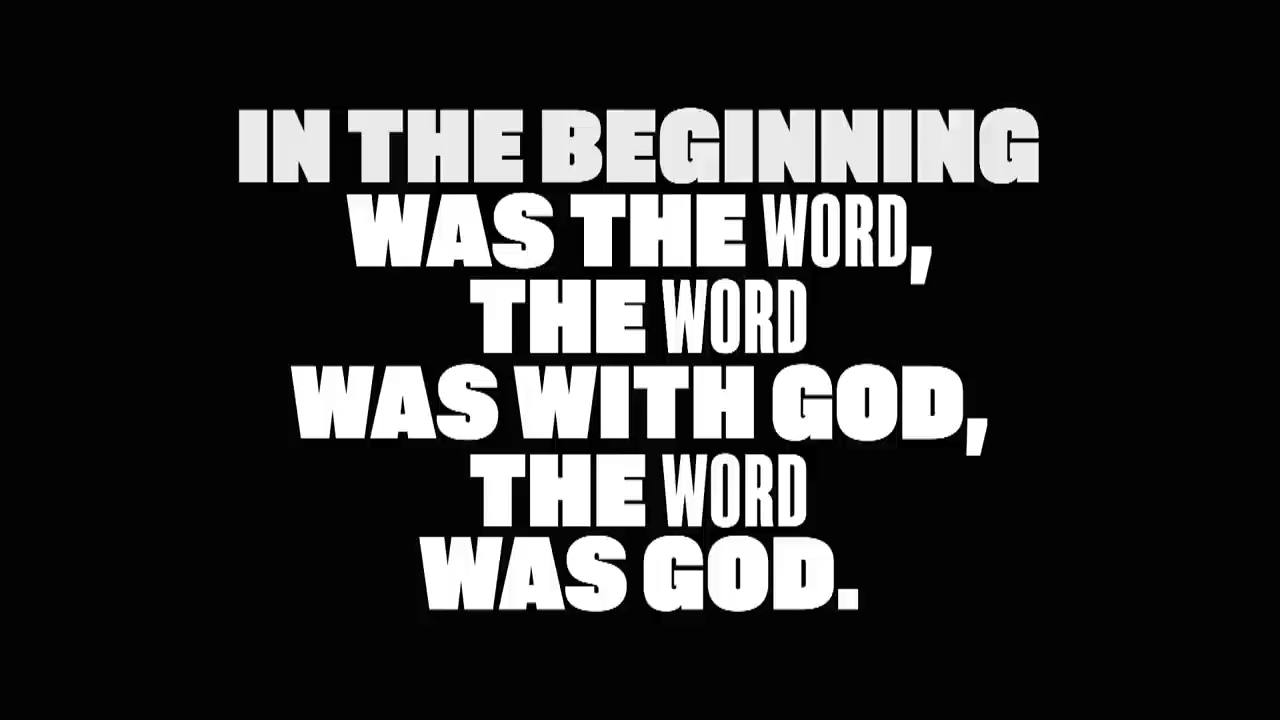 IN THE BEGINNING
WAS THE WORD,
THE WORD
WAS WITH GOD,
THE WORD
WAS GOD.